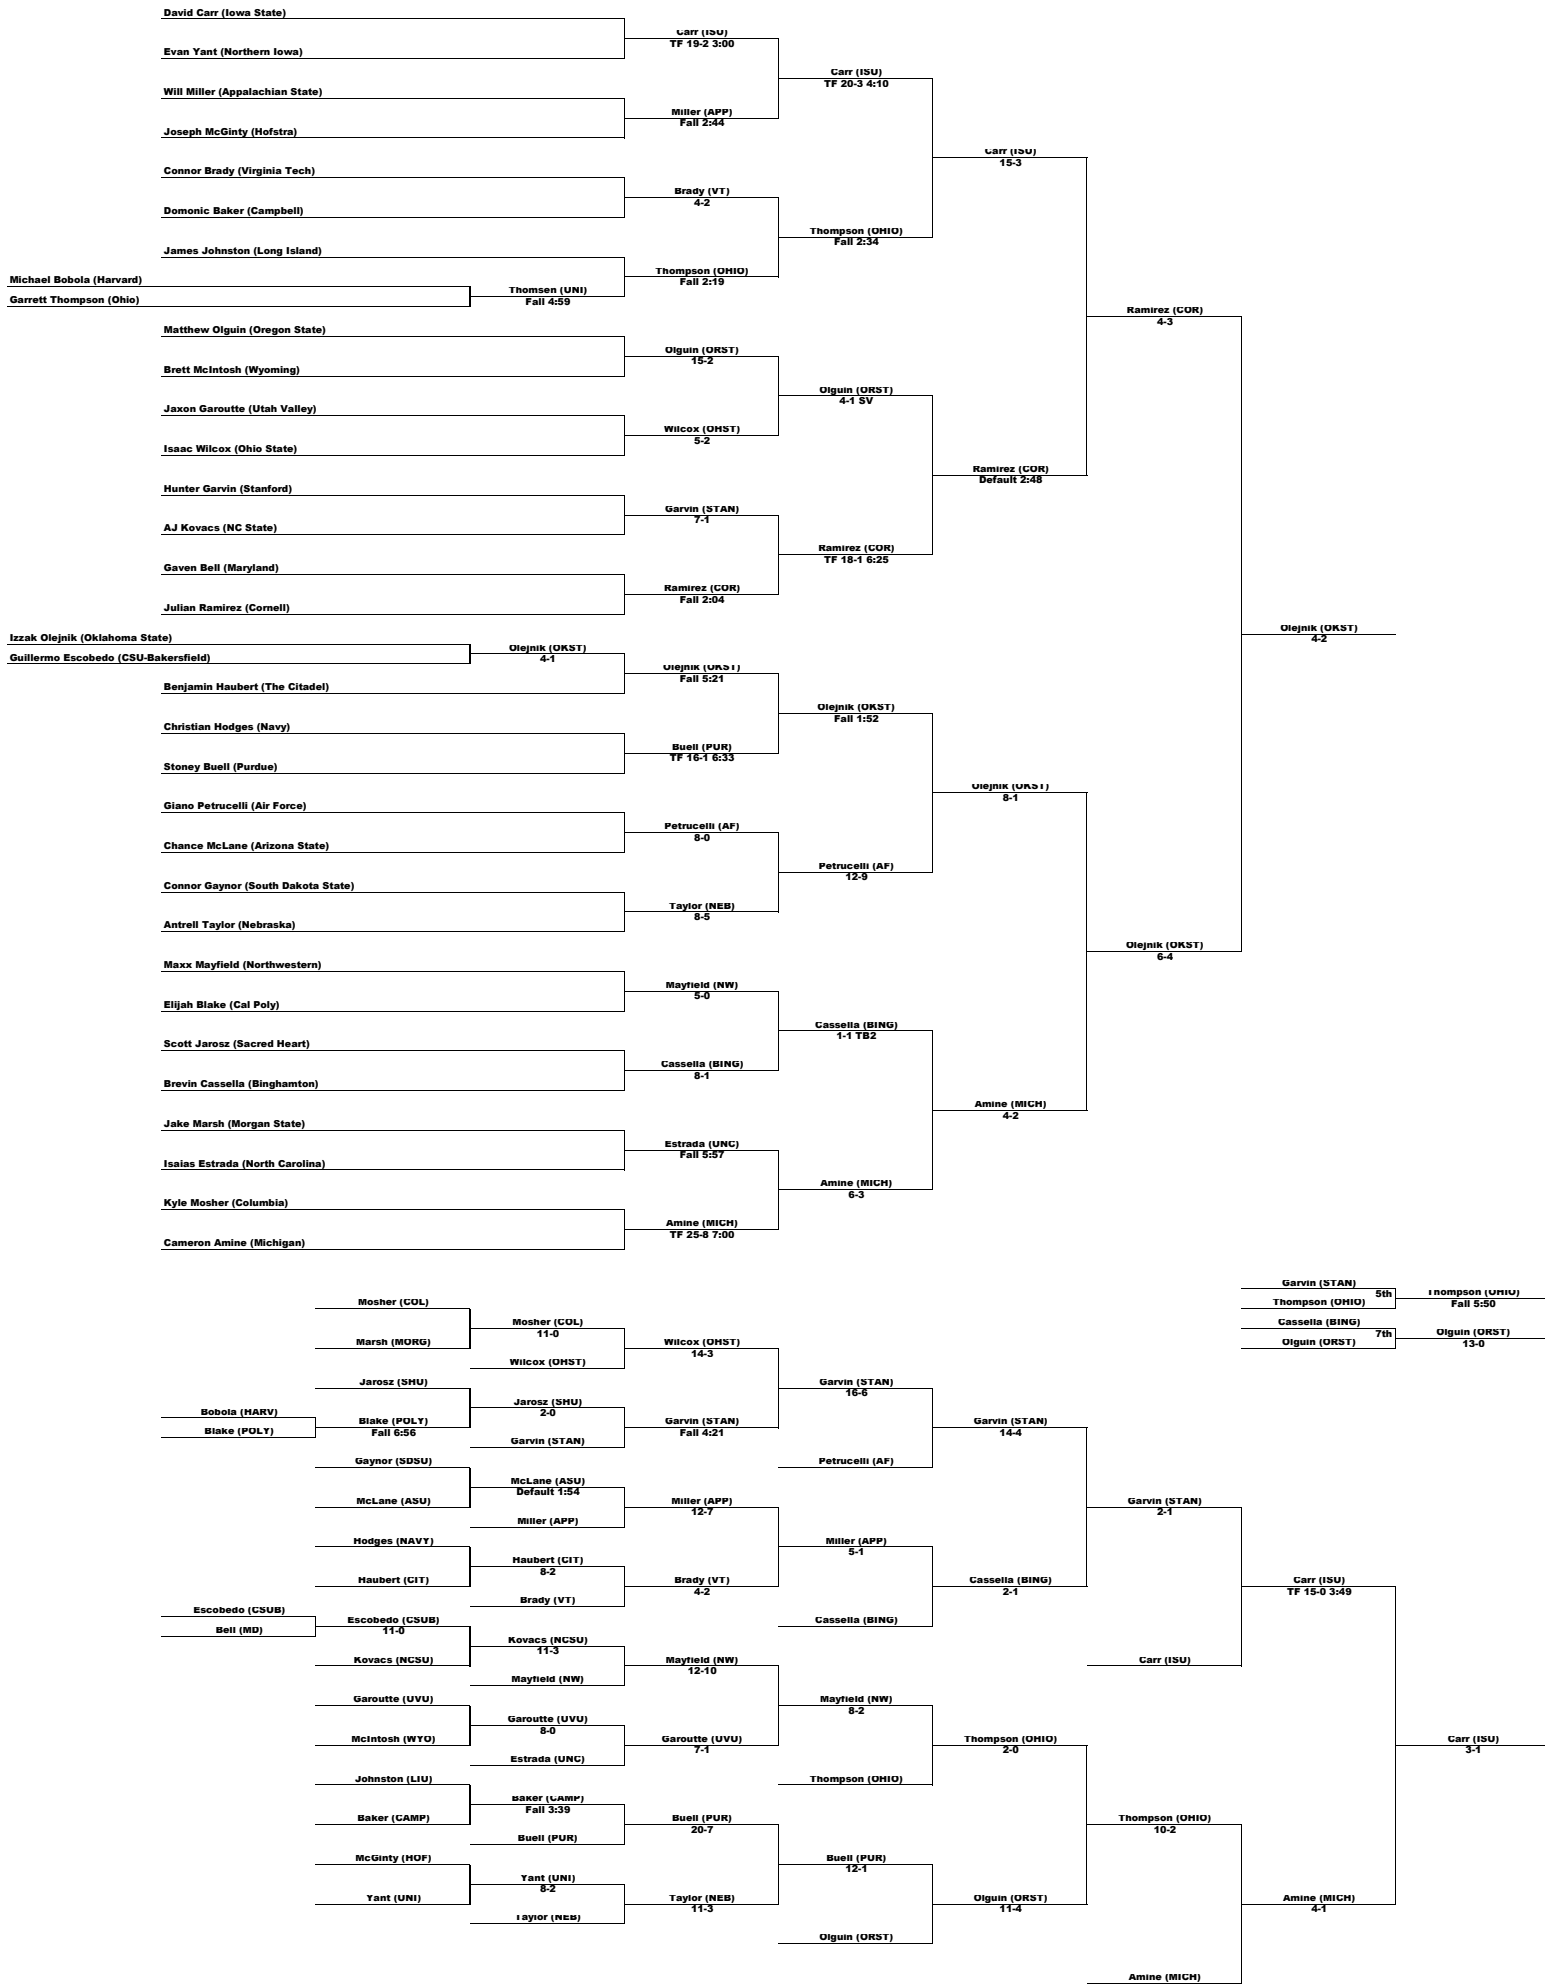 David Carr (Iowa State)
Carr (ISU)
TF 19-2 3:00
Evan Yant (Northern Iowa)
Carr (ISU)
TF 20-3 4:10
Will Miller (Appalachian State)
Miller (APP)
Fall 2:44
Joseph McGinty (Hofstra)
Carr (ISU)
15-3
Connor Brady (Virginia Tech)
Brady (VT)
4-2
Domonic Baker (Campbell)
Thompson (OHIO)
Fall 2:34
James Johnston (Long Island)
Thompson (OHIO)
Fall 2:19
Michael Bobola (Harvard)
Thomsen (UNI)
Fall 4:59
Garrett Thompson (Ohio)
Ramirez (COR)
4-3
Matthew Olguin (Oregon State)
Olguin (ORST)
15-2
Brett McIntosh (Wyoming)
Olguin (ORST)
4-1 SV
Jaxon Garoutte (Utah Valley)
Wilcox (OHST)
5-2
Isaac Wilcox (Ohio State)
Ramirez (COR)
Default 2:48
Hunter Garvin (Stanford)
Garvin (STAN)
7-1
AJ Kovacs (NC State)
Ramirez (COR)
TF 18-1 6:25
Gaven Bell (Maryland)
Ramirez (COR)
Fall 2:04
Julian Ramirez (Cornell)
Olejnik (OKST)
4-2
Izzak Olejnik (Oklahoma State)
Olejnik (OKST)
4-1
Guillermo Escobedo (CSU-Bakersfield)
Olejnik (OKST)
Fall 5:21
Benjamin Haubert (The Citadel)
Olejnik (OKST)
Fall 1:52
Christian Hodges (Navy)
Buell (PUR)
TF 16-1 6:33
Stoney Buell (Purdue)
Olejnik (OKST)
8-1
Giano Petrucelli (Air Force)
Petrucelli (AF)
8-0
Chance McLane (Arizona State)
Petrucelli (AF)
12-9
Connor Gaynor (South Dakota State)
Taylor (NEB)
8-5
Antrell Taylor (Nebraska)
Olejnik (OKST)
6-4
Maxx Mayfield (Northwestern)
Mayfield (NW)
5-0
Elijah Blake (Cal Poly)
Cassella (BING)
1-1 TB2
Scott Jarosz (Sacred Heart)
Cassella (BING)
8-1
Brevin Cassella (Binghamton)
Amine (MICH)
4-2
Jake Marsh (Morgan State)
Estrada (UNC)
Fall 5:57
Isaias Estrada (North Carolina)
Amine (MICH)
6-3
Kyle Mosher (Columbia)
Amine (MICH)
TF 25-8 7:00
Cameron Amine (Michigan)
Garvin (STAN)
5th
Thompson (OHIO)
Thompson (OHIO)
Fall 5:50
Cassella (BING)
7th
Olguin (ORST)
Olguin (ORST)
13-0
Mosher (COL)
Mosher (COL)
11-0
Marsh (MORG)
Wilcox (OHST)
14-3
Wilcox (OHST)
Garvin (STAN)
16-6
Jarosz (SHU)
Jarosz (SHU)
2-0
Bobola (HARV)
Blake (POLY)
Fall 6:56
Blake (POLY)
Garvin (STAN)
Fall 4:21
Garvin (STAN)
Garvin (STAN)
14-4
Gaynor (SDSU)
Petrucelli (AF)
McLane (ASU)
Default 1:54
McLane (ASU)
Miller (APP)
12-7
Miller (APP)
Garvin (STAN)
2-1
Hodges (NAVY)
Miller (APP)
5-1
Haubert (CIT)
8-2
Haubert (CIT)
Brady (VT)
4-2
Brady (VT)
Cassella (BING)
2-1
Carr (ISU)
TF 15-0 3:49
Escobedo (CSUB)
Escobedo (CSUB)
11-0
Bell (MD)
Cassella (BING)
Kovacs (NCSU)
11-3
Kovacs (NCSU)
Mayfield (NW)
12-10
Carr (ISU)
Mayfield (NW)
Garoutte (UVU)
Mayfield (NW)
8-2
Garoutte (UVU)
8-0
McIntosh (WYO)
Garoutte (UVU)
7-1
Thompson (OHIO)
2-0
Carr (ISU)
3-1
Estrada (UNC)
Johnston (LIU)
Thompson (OHIO)
Baker (CAMP)
Fall 3:39
Baker (CAMP)
Buell (PUR)
20-7
Thompson (OHIO)
10-2
Buell (PUR)
McGinty (HOF)
Buell (PUR)
12-1
Yant (UNI)
8-2
Yant (UNI)
Taylor (NEB)
11-3
Olguin (ORST)
11-4
Amine (MICH)
4-1
Taylor (NEB)
Olguin (ORST)
Amine (MICH)